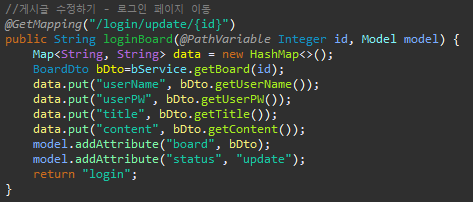 //게시글 수정하기 - 로그인 페이지 이동
@GetMapping("/login/update/{id}")
public String loginBoard(@PathVariable Integer id, Model model) {
    Map<String, String> data = new HashMap<>();
    BoardDto bDto=bService.getBoard(id);
    data.put("userName", bDto.getUserName());
    data.put("userPW", bDto.getUserPW());
    data.put("title", bDto.getTitle());
    data.put("content", bDto.getContent());
    model.addAttribute("board", bDto);
    model.addAttribute("status", "update");
    return "login";
}